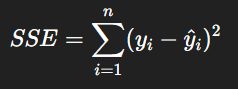 SSE = \sum_{i=1}^{n} (y_i - \hat{y}_i)^2